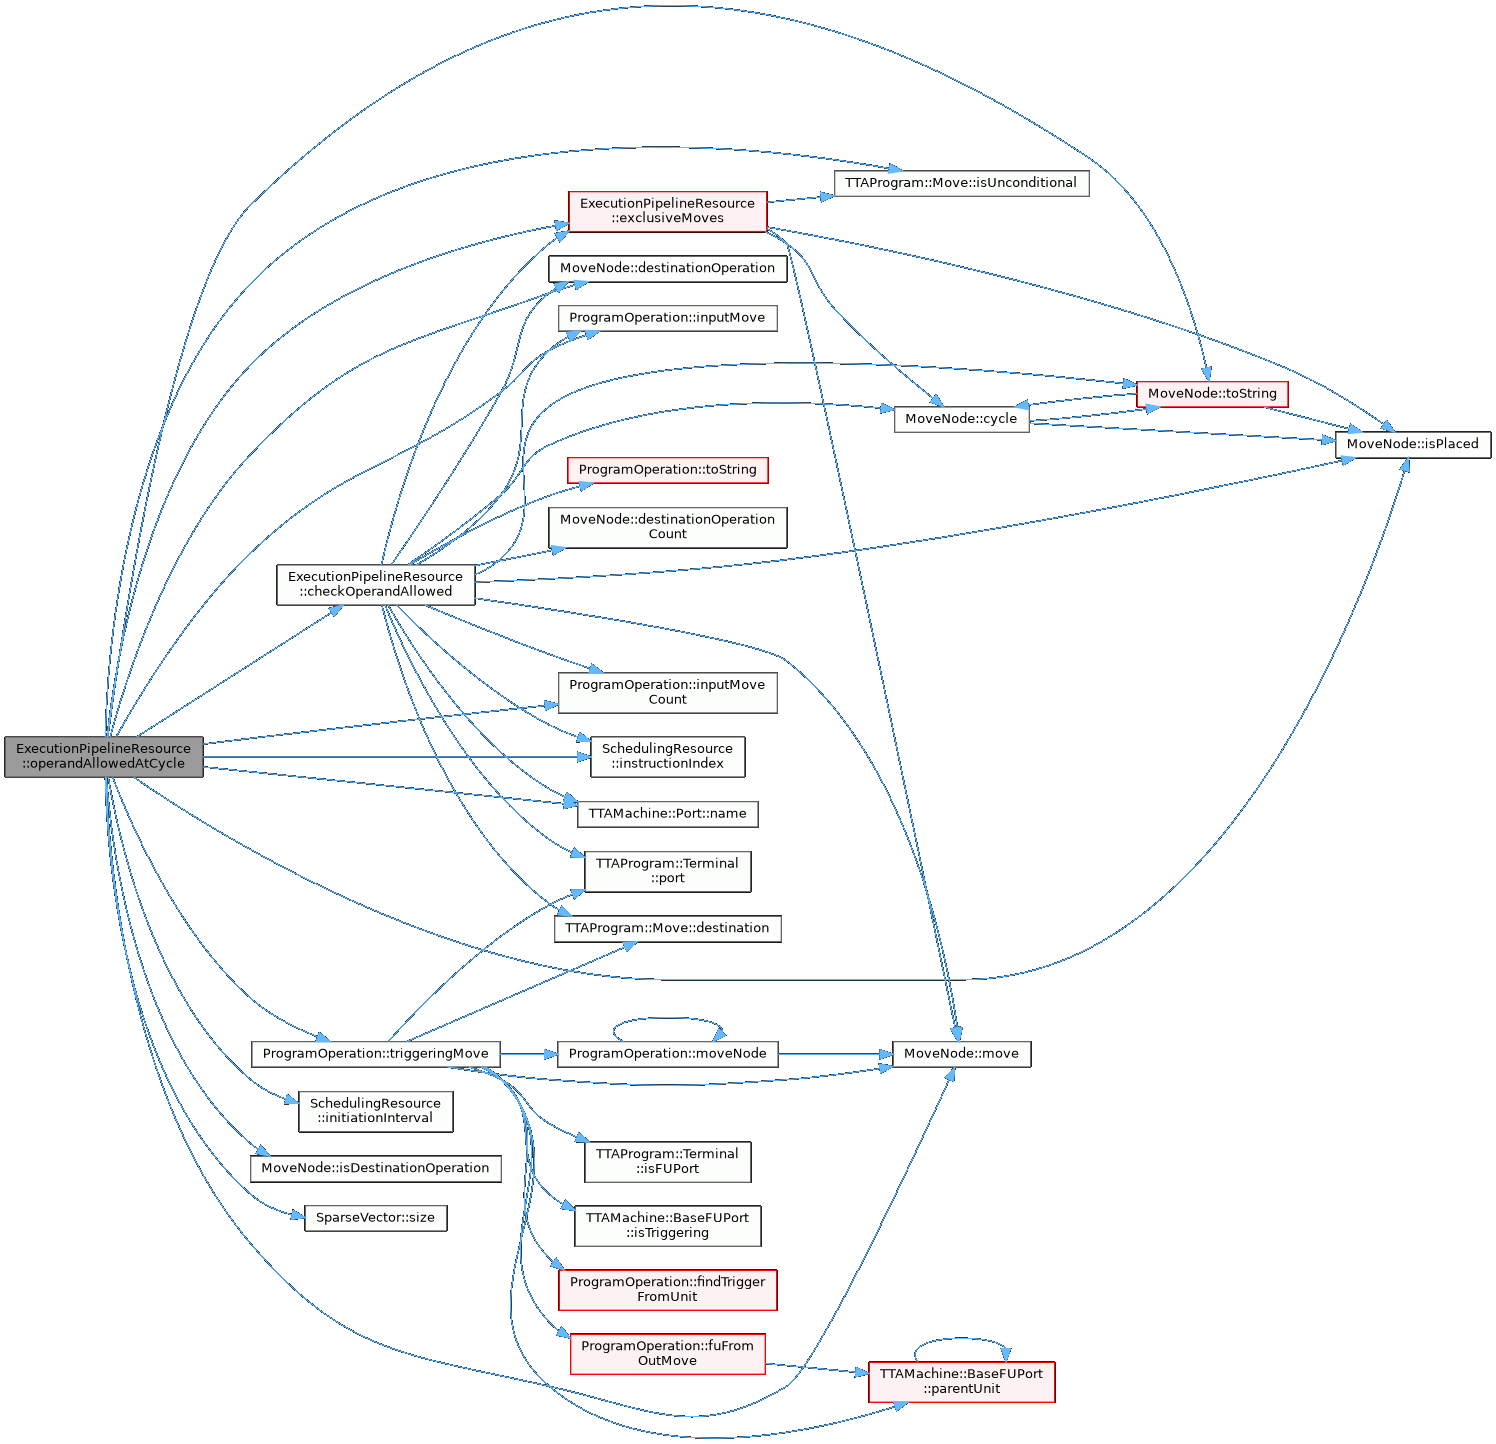 TTAProgram::Move::isUnconditional
ExecutionPipelineResource
::exclusiveMoves
MoveNode::destinationOperation
ProgramOperation::inputMove
MoveNode::toString
MoveNode::cycle
MoveNode::isPlaced
ProgramOperation::toString
MoveNode::destinationOperation
Count
ExecutionPipelineResource
::checkOperandAllowed
ProgramOperation::inputMove
Count
ExecutionPipelineResource
::operandAllowedAtCycle
SchedulingResource
::instructionIndex
TTAMachine::Port::name
TTAProgram::Terminal
::port
TTAProgram::Move::destination
ProgramOperation::triggeringMove
ProgramOperation::moveNode
MoveNode::move
SchedulingResource
::initiationInterval
TTAProgram::Terminal
::isFUPort
MoveNode::isDestinationOperation
SparseVector::size
TTAMachine::BaseFUPort
::isTriggering
ProgramOperation::findTrigger
FromUnit
ProgramOperation::fuFrom
OutMove
TTAMachine::BaseFUPort
::parentUnit